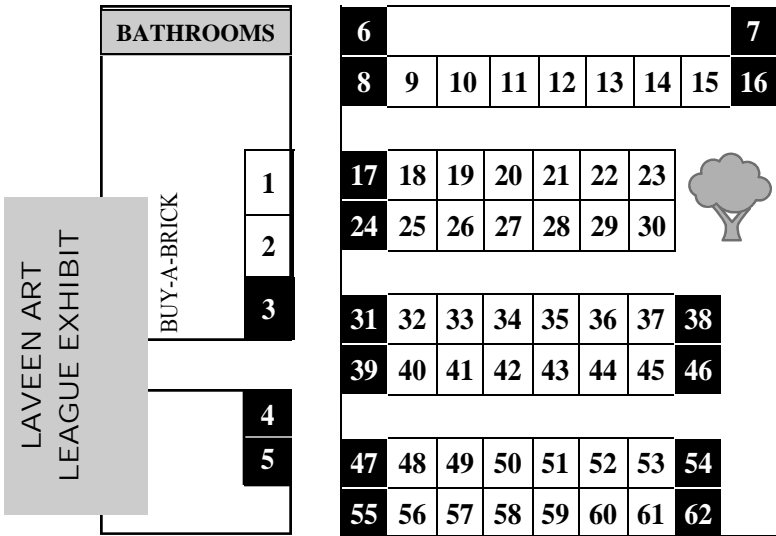 BATHROOMS
6 7
8 9 10 11 12 13 14 15 16
1
2
3
BUY-A-BRICK
LAVEEN ART
LEAGUE EXHIBIT
4
5
17 18 19 20 21 22 23
24 25 26 27 28 29 30
31 32 33 34 35 36 37 38
39 40 41 42 43 44 45 46
47 48 49 50 51 52 53 54
55 56 57 58 59 60 61 62